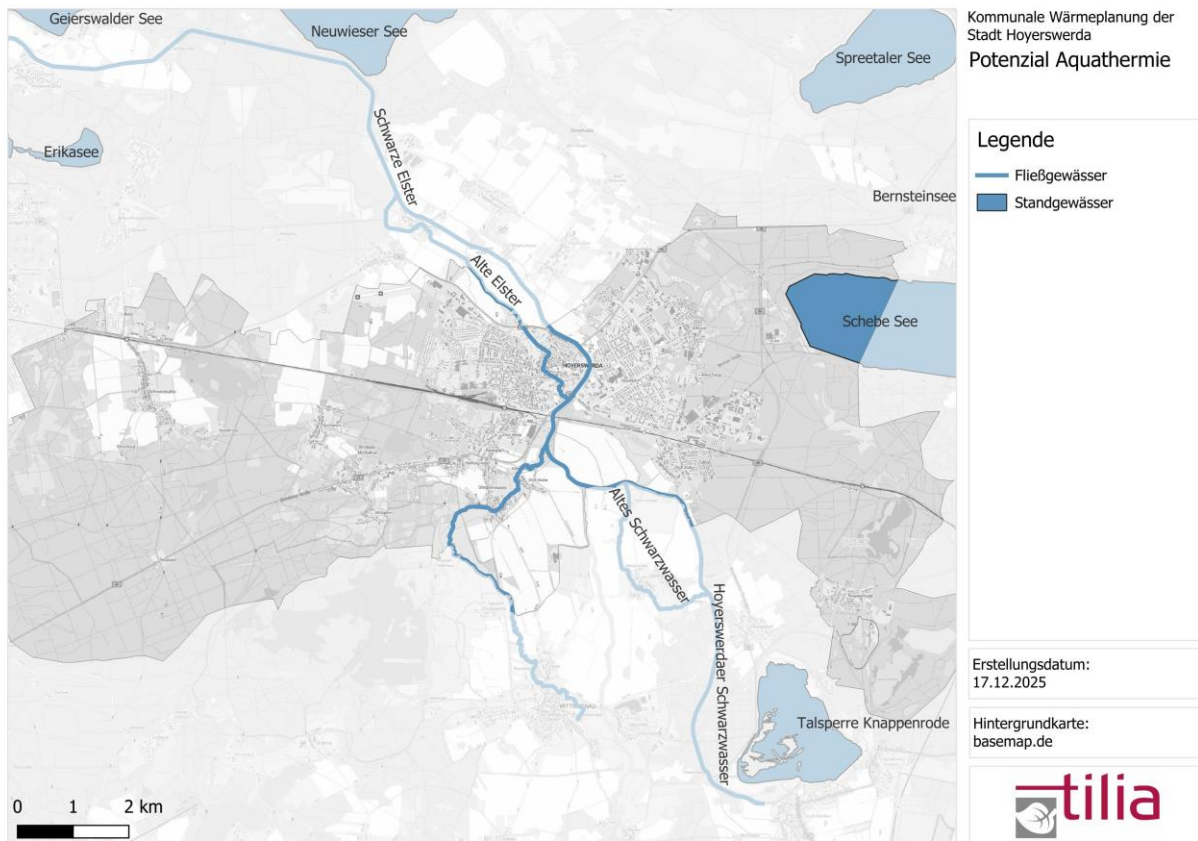 Geierswalder See
Neuwieser See
Spreetaler See
Erikasee
Schwarze Elster
Bernsteinsee
Alte Elster
Schebe See
HOYERSWERDA
Altes Schwarzwasser
Hoyerswerdaer Schwarzwasser
Talsperre Knappenrode
0 1 2 km
Kommunale Wärmeplanung der
Stadt Hoyerswerda
Potenzial Aquathermie
Legende
Fließgewässer
Standgewässer
Erstellungsdatum:
17.12.2025
Hintergrundkarte:
basemap.de
tilia